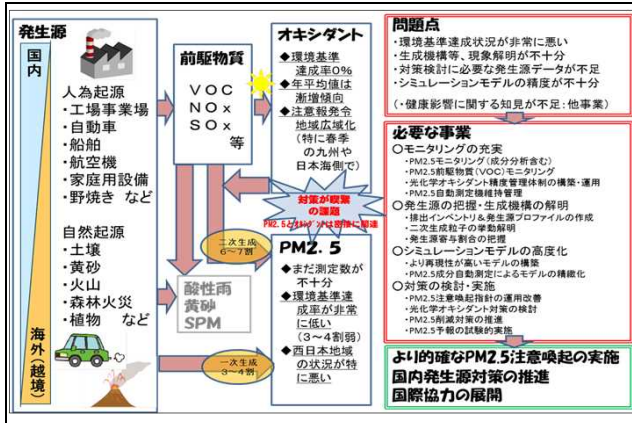 発生源
国内
海外(越境)
人為起源
・工場事業場
・自動車
・船舶
・航空機
・家庭用設備
・野焼き など
自然起源
・土壌
・黄砂
・火山
・森林火災
・植物 など
前駆物質
VOC
NOx
SOx
等
酸性雨
黄砂
SPM
二次生成
6~7割
一次生成
3~4割
オキシダント
◆環境基準
達成率0%
◆年平均値は
漸増傾向
◆注意報発令
地域広域化
(特に春季
の九州や
日本海側で)
対策が喫緊
の課題
PM2.5とオキシダントは密接に関連
PM2.5
◆まだ測定数が
不十分
◆環境基準達
成率が非常
に低い
(3~4割弱)
◆西日本地域
の状況が特
に悪い
問題点
・環境基準達成状況が非常に悪い
・生成機構等、現象解明が不十分
・対策検討に必要な発生源データが不足
・シミュレーションモデルの精度が不十分
(・健康影響に関する知見が不足:他事業)
必要な事業
○モニタリングの充実
・PM2.5モニタリング(成分分析含む)
・PM2.5前駆物質(VOC)モニタリング
・光化学オキシダント精度管理体制の構築・運用
・PM2.5自動測定機維持管理
○発生源の把握・生成機構の解明
・排出インベントリ&発生源プロファイルの作成
・二次生成粒子の挙動解明
・発生源寄与割合の把握
○シミュレーションモデルの高度化
・より再現性が高いモデルの構築
・PM2.5成分自動測定によるモデルの精緻化
○対策の検討・実施
・PM2.5注意喚起指針の運用改善
・光化学オキシダント対策の検討
・PM2.5削減対策の推進
・PM2.5予報の試験的実施
より的確なPM2.5注意喚起の実施
国内発生源対策の推進
国際協力の展開